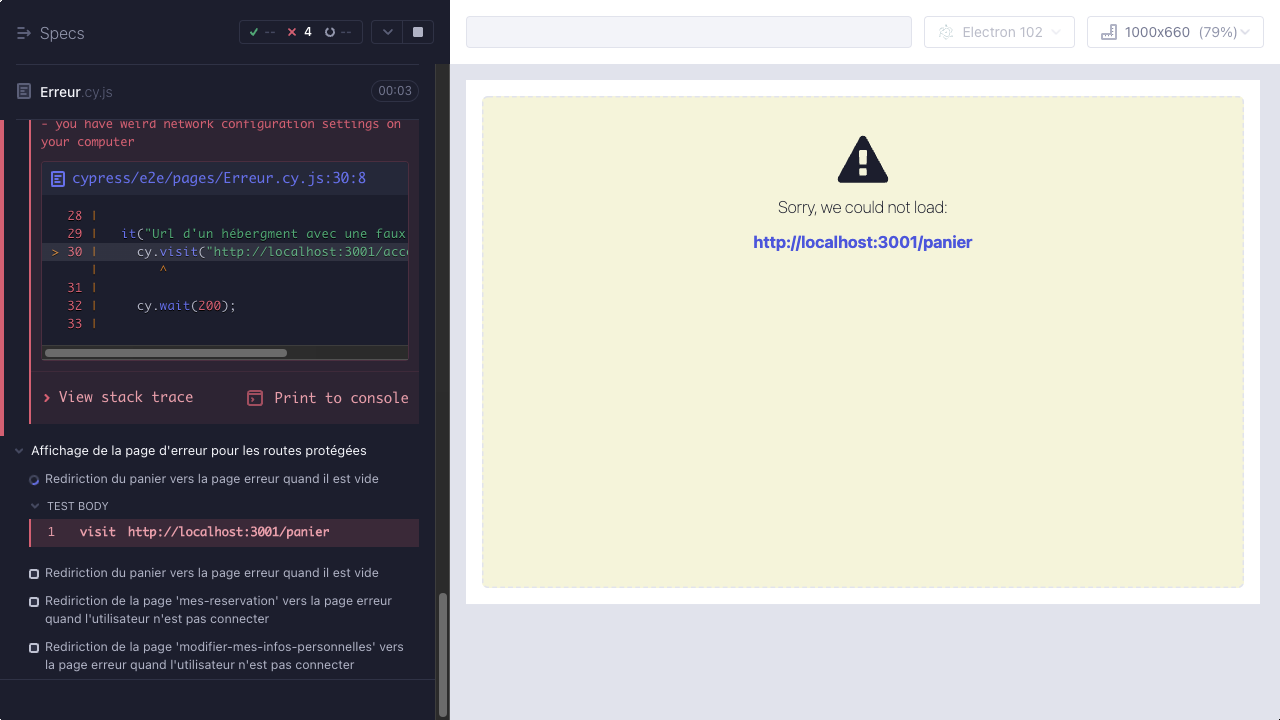 Specs
--
4
--
Electron 102
1000x660 (79%)
Erreur.cy.js
00:03
- you have weird network configuration settings on
your computer
cypress/e2e/pages/Erreur.cy.js:30:8
28 |
29 | it("Url d'un hébergment avec une faux
> 30 | cy.visit("http://localhost:3001/acc
| ^
31 |
32 | cy.wait(200);
33 |
View stack trace
Print to console
Affichage de la page d'erreur pour les routes protégées
Rediriction du panier vers la page erreur quand il est vide
TEST BODY
1 visit http://localhost:3001/panier
Rediriction du panier vers la page erreur quand il est vide
Rediriction de la page 'mes-reservation' vers la page erreur
quand l'utilisateur n'est pas connecter
Rediriction de la page 'modifier-mes-infos-personnelles' vers
la page erreur quand l'utilisateur n'est pas connecter
Sorry, we could not load:
http://localhost:3001/panier